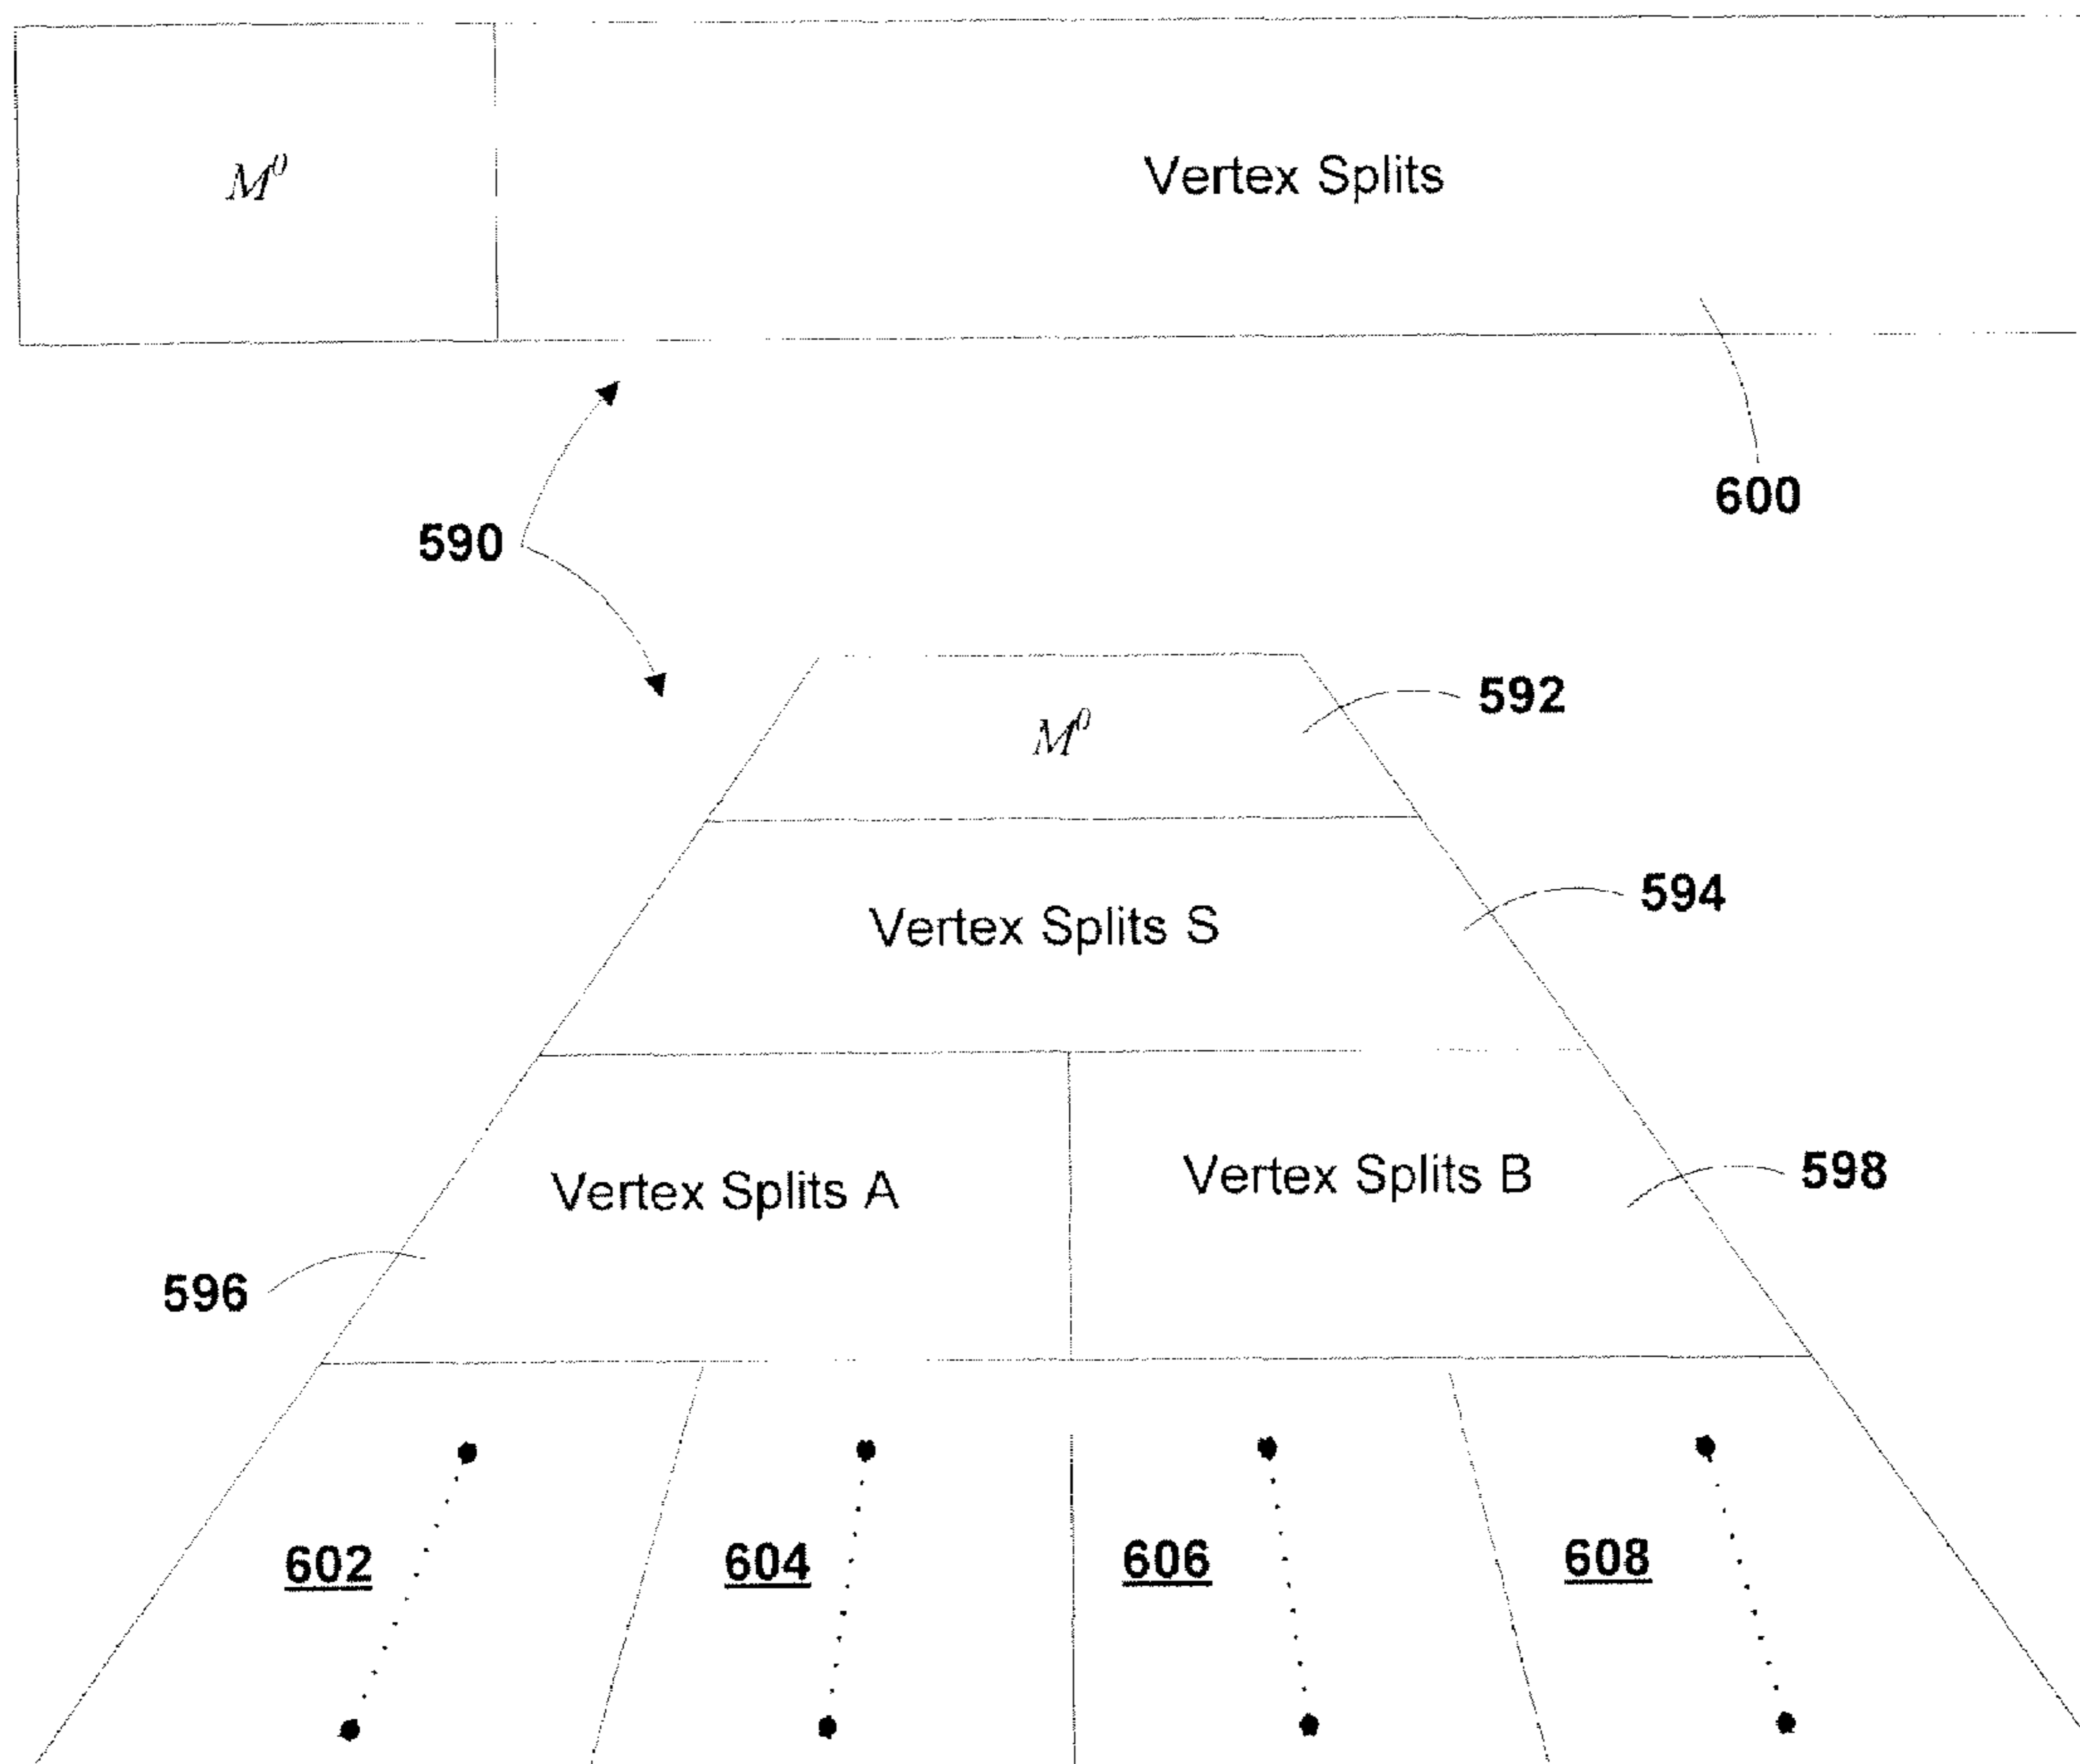 M⁰
Vertex Splits
600
590
M⁰
592
Vertex Splits S
594
Vertex Splits A
Vertex Splits B
598
596
602
604
606
608